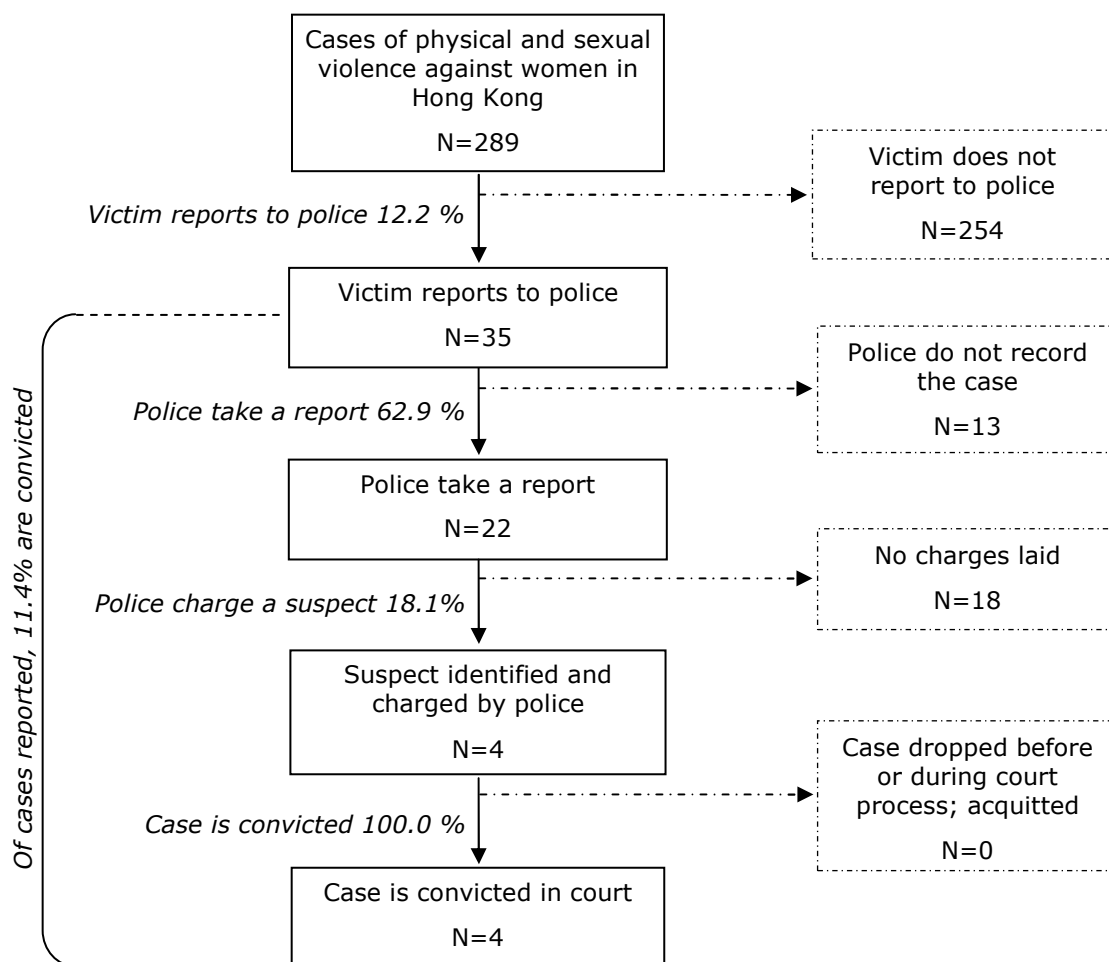 Cases of physical and sexual
violence against women in
Hong Kong
N=289
Victim does not
report to police
N=254
Victim reports to police 12.2 %
Victim reports to police
N=35
Police do not record
the case
N=13
Police take a report 62.9 %
Police take a report
N=22
No charges laid
N=18
Police charge a suspect 18.1%
Suspect identified and
charged by police
N=4
Case dropped before
or during court
process; acquitted
N=0
Case is convicted 100.0 %
Case is convicted in court
N=4
Of cases reported, 11.4% are convicted